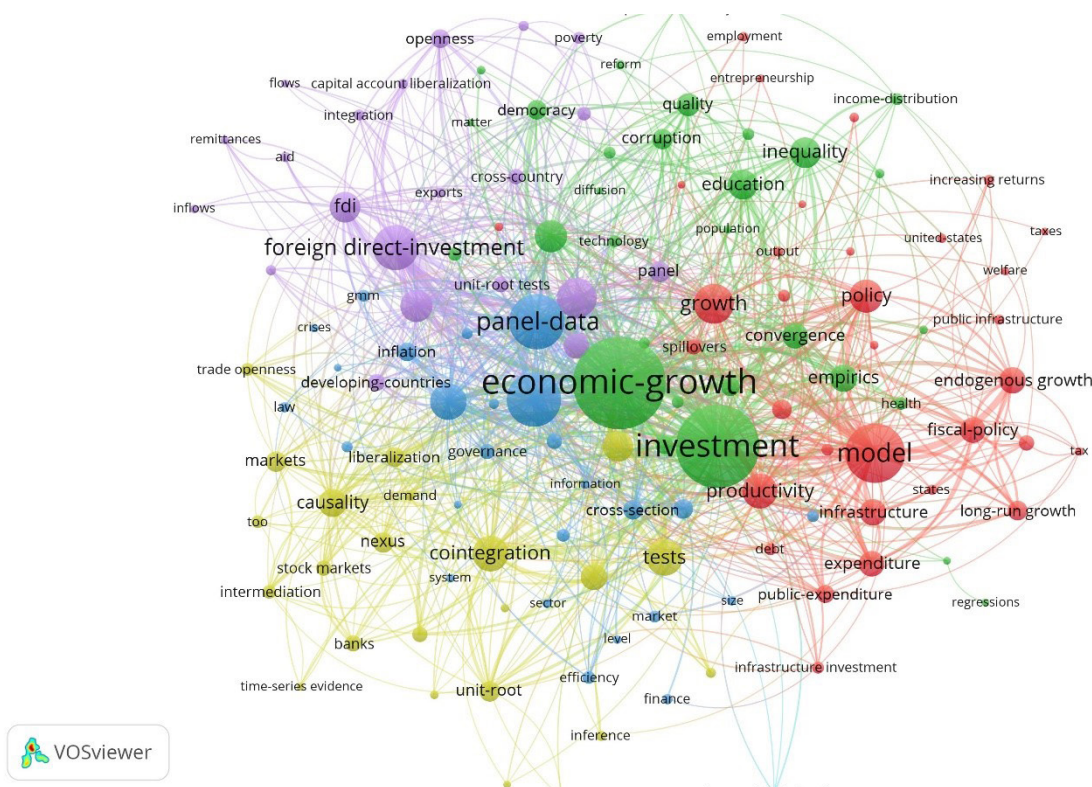 openness
poverty
employment
reform
flows
capital account liberalization
entrepreneurship
integration
matter
democracy
quality
income-distribution
remittances
corruption
aid
inequality
cross-country
education
inflows
fdi
exports
diffusion
increasing returns
foreign direct-investment
technology
population
united-states
taxes
output
unit-root tests
panel
welfare
gmm
growth
policy
crises
panel-data
public infrastructure
inflation
spillovers
convergence
trade openness
developing-countries
economic-growth
empirics
endogenous growth
law
health
fiscal-policy
markets
liberalization
governance
investment
model
tax
causality
demand
information
productivity
states
too
cross-section
infrastructure
long-run growth
nexus
cointegration
tests
debt
expenditure
stock markets
intermediation
system
public-expenditure
sector
market
size
regressions
banks
level
infrastructure investment
time-series evidence
unit-root
efficiency
finance
inference
VOSviewer